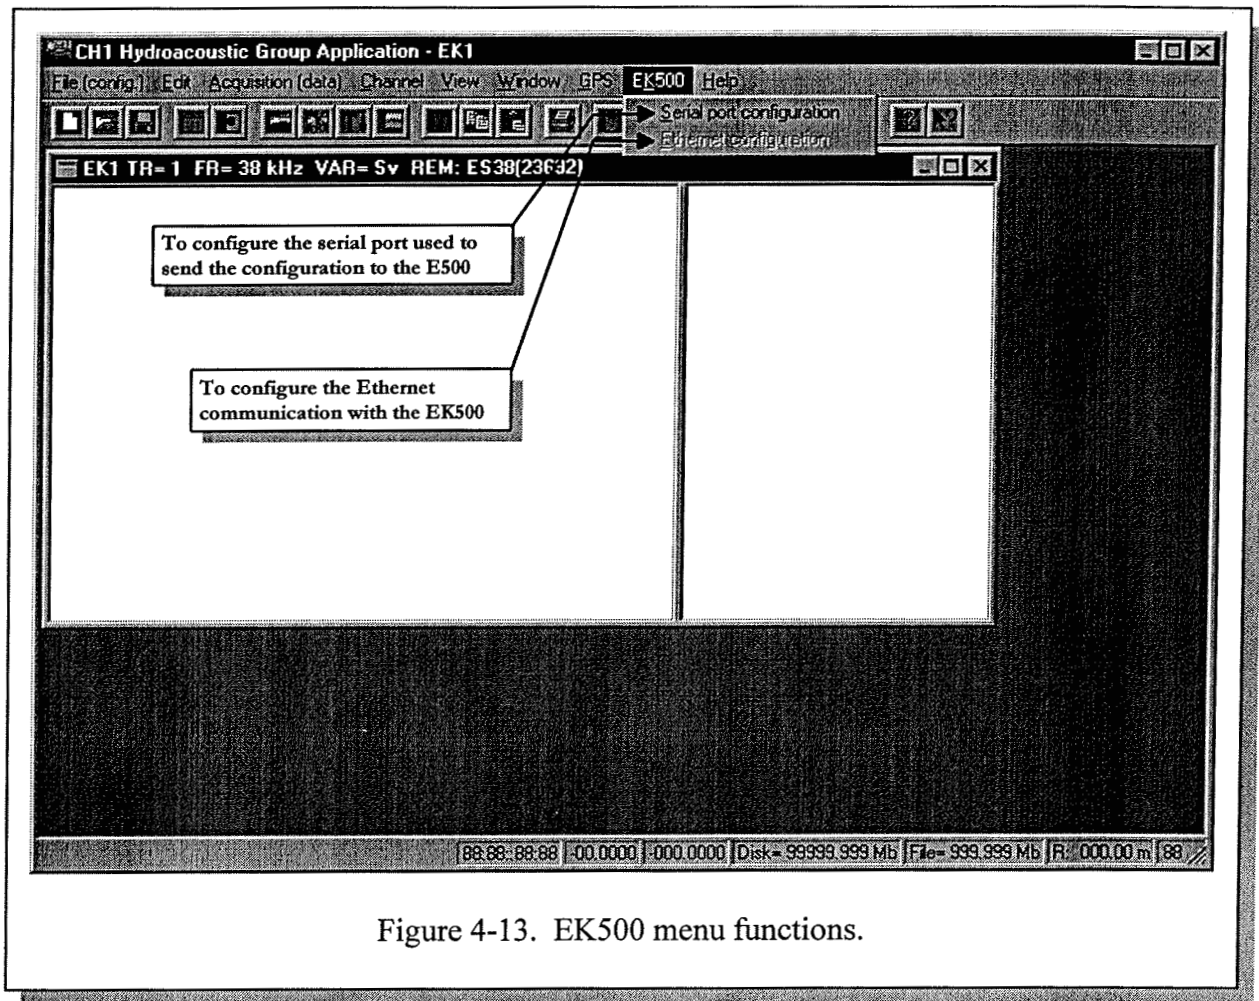 CH1 Hydroacoustic Group Application - EK1
File (config.) Edit Acquisition (data) Channel View Window GPS EK500 Help
Serial port configuration
Ethernet configuration
EK1 TR= 1 FR= 38 kHz VAR= Sv REM: ES38(23692)
To configure the serial port used to
send the configuration to the E500
To configure the Ethernet
communication with the EK500
88:88::88:88 -00.0000 -000.0000 Disk= 99999.999 Mb File= 999.999 Mb R: 000.00 m 88
Figure 4-13. EK500 menu functions.